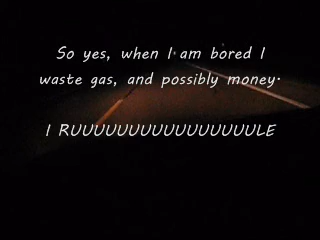 So yes, when I am bored I
waste gas, and possibly money.
I RUUUUUUUUUUUUUUUULE